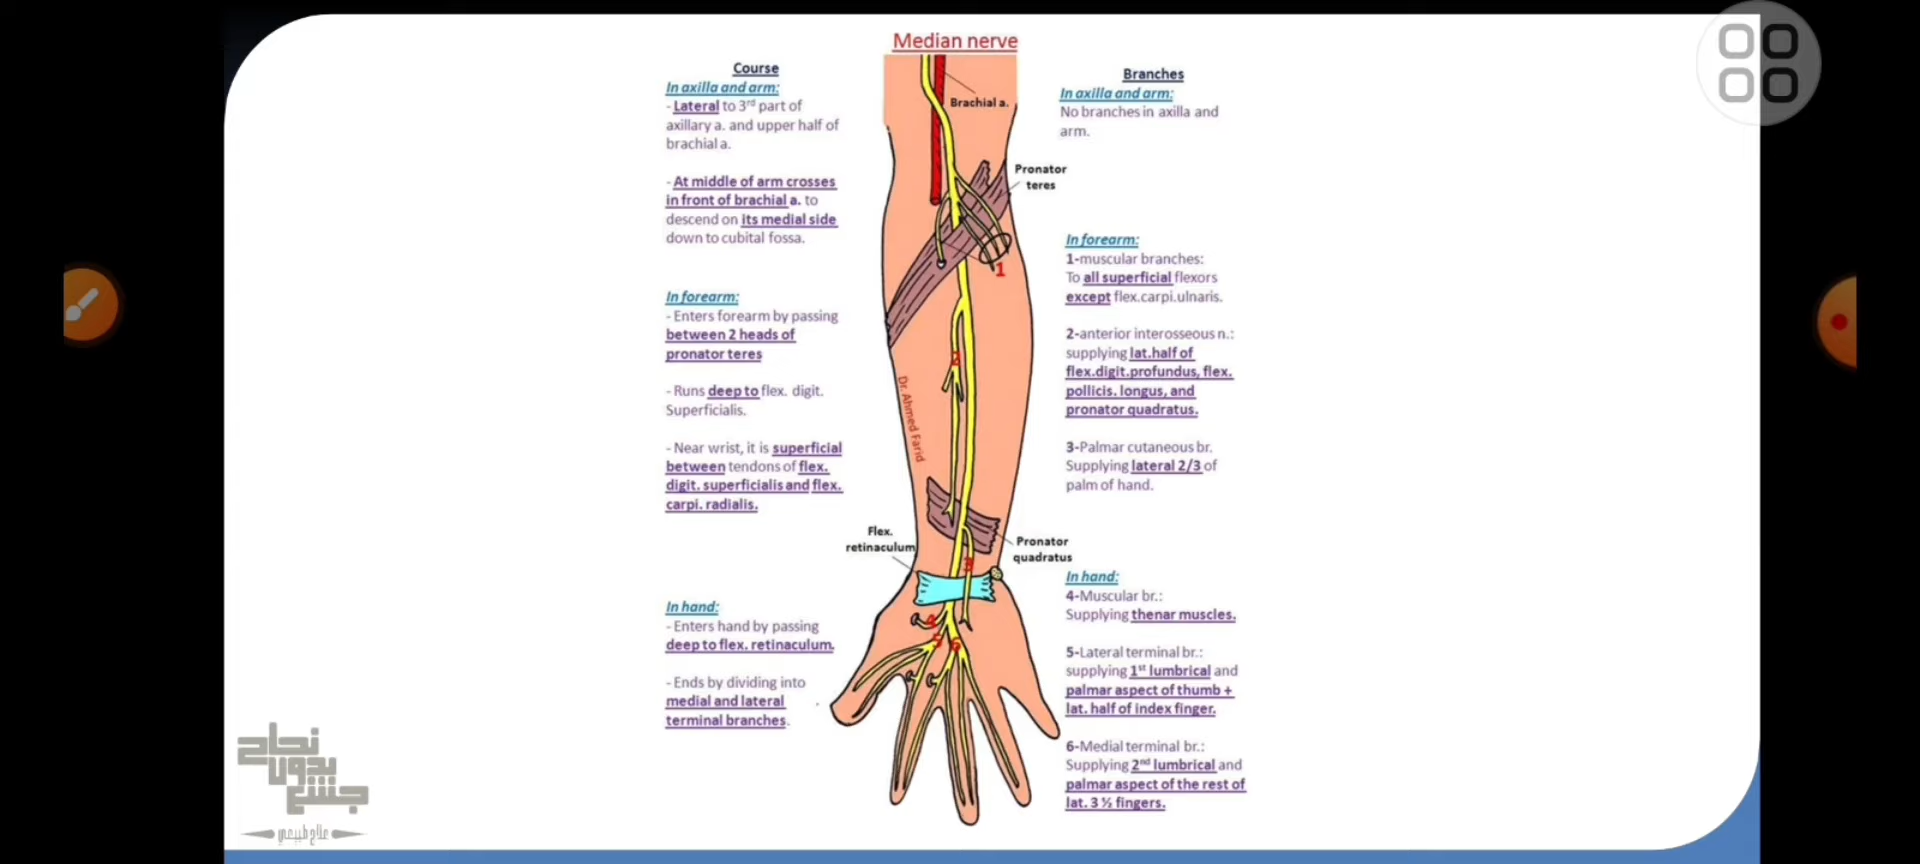 Median nerve
Course
In axilla and arm:
- Lateral to 3rd part of
axillary a. and upper half of
brachial a.
- At middle of arm crosses
in front of brachial a. to
descend on its medial side
down to cubital fossa.
In forearm:
- Enters forearm by passing
between 2 heads of
pronator teres
- Runs deep to flex. digit.
Superficialis.
- Near wrist, it is superficial
between tendons of flex.
digit. superficialis and flex.
carpi. radialis.
In hand:
- Enters hand by passing
deep to flex. retinaculum.
- Ends by dividing into
medial and lateral
terminal branches.
Brachial a.
Pronator
teres
1
2
Dr. Ahmed Farid
Flex.
retinaculum
Pronator
quadratus
3
4
5
6
Branches
In axilla and arm:
No branches in axilla and
arm.
In forearm:
1-muscular branches:
To all superficial flexors
except flex.carpi.ulnaris.
2-anterior interosseous n.:
supplying lat.half of
flex.digit.profundus, flex.
pollicis. longus, and
pronator quadratus.
3-Palmar cutaneous br.
Supplying lateral 2/3 of
palm of hand.
In hand:
4-Muscular br.:
Supplying thenar muscles.
5-Lateral terminal br.:
supplying 1st lumbrical and
palmar aspect of thumb +
lat. half of index finger.
6-Medial terminal br.:
Supplying 2nd lumbrical and
palmar aspect of the rest of
lat. 3 ½ fingers.
نجاح
بدون
جشع
علاج طبيعي